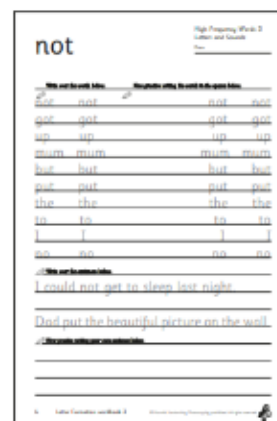 High Frequency Words 2
Letters and Sounds
not
not not not not
got got got got
up up up up
mum mum mum mum
but but but but
put put put put
the the the the
to to to to
I I I I
no no no no
I could not get to sleep last night.
Dad put the beautiful picture on the wall.